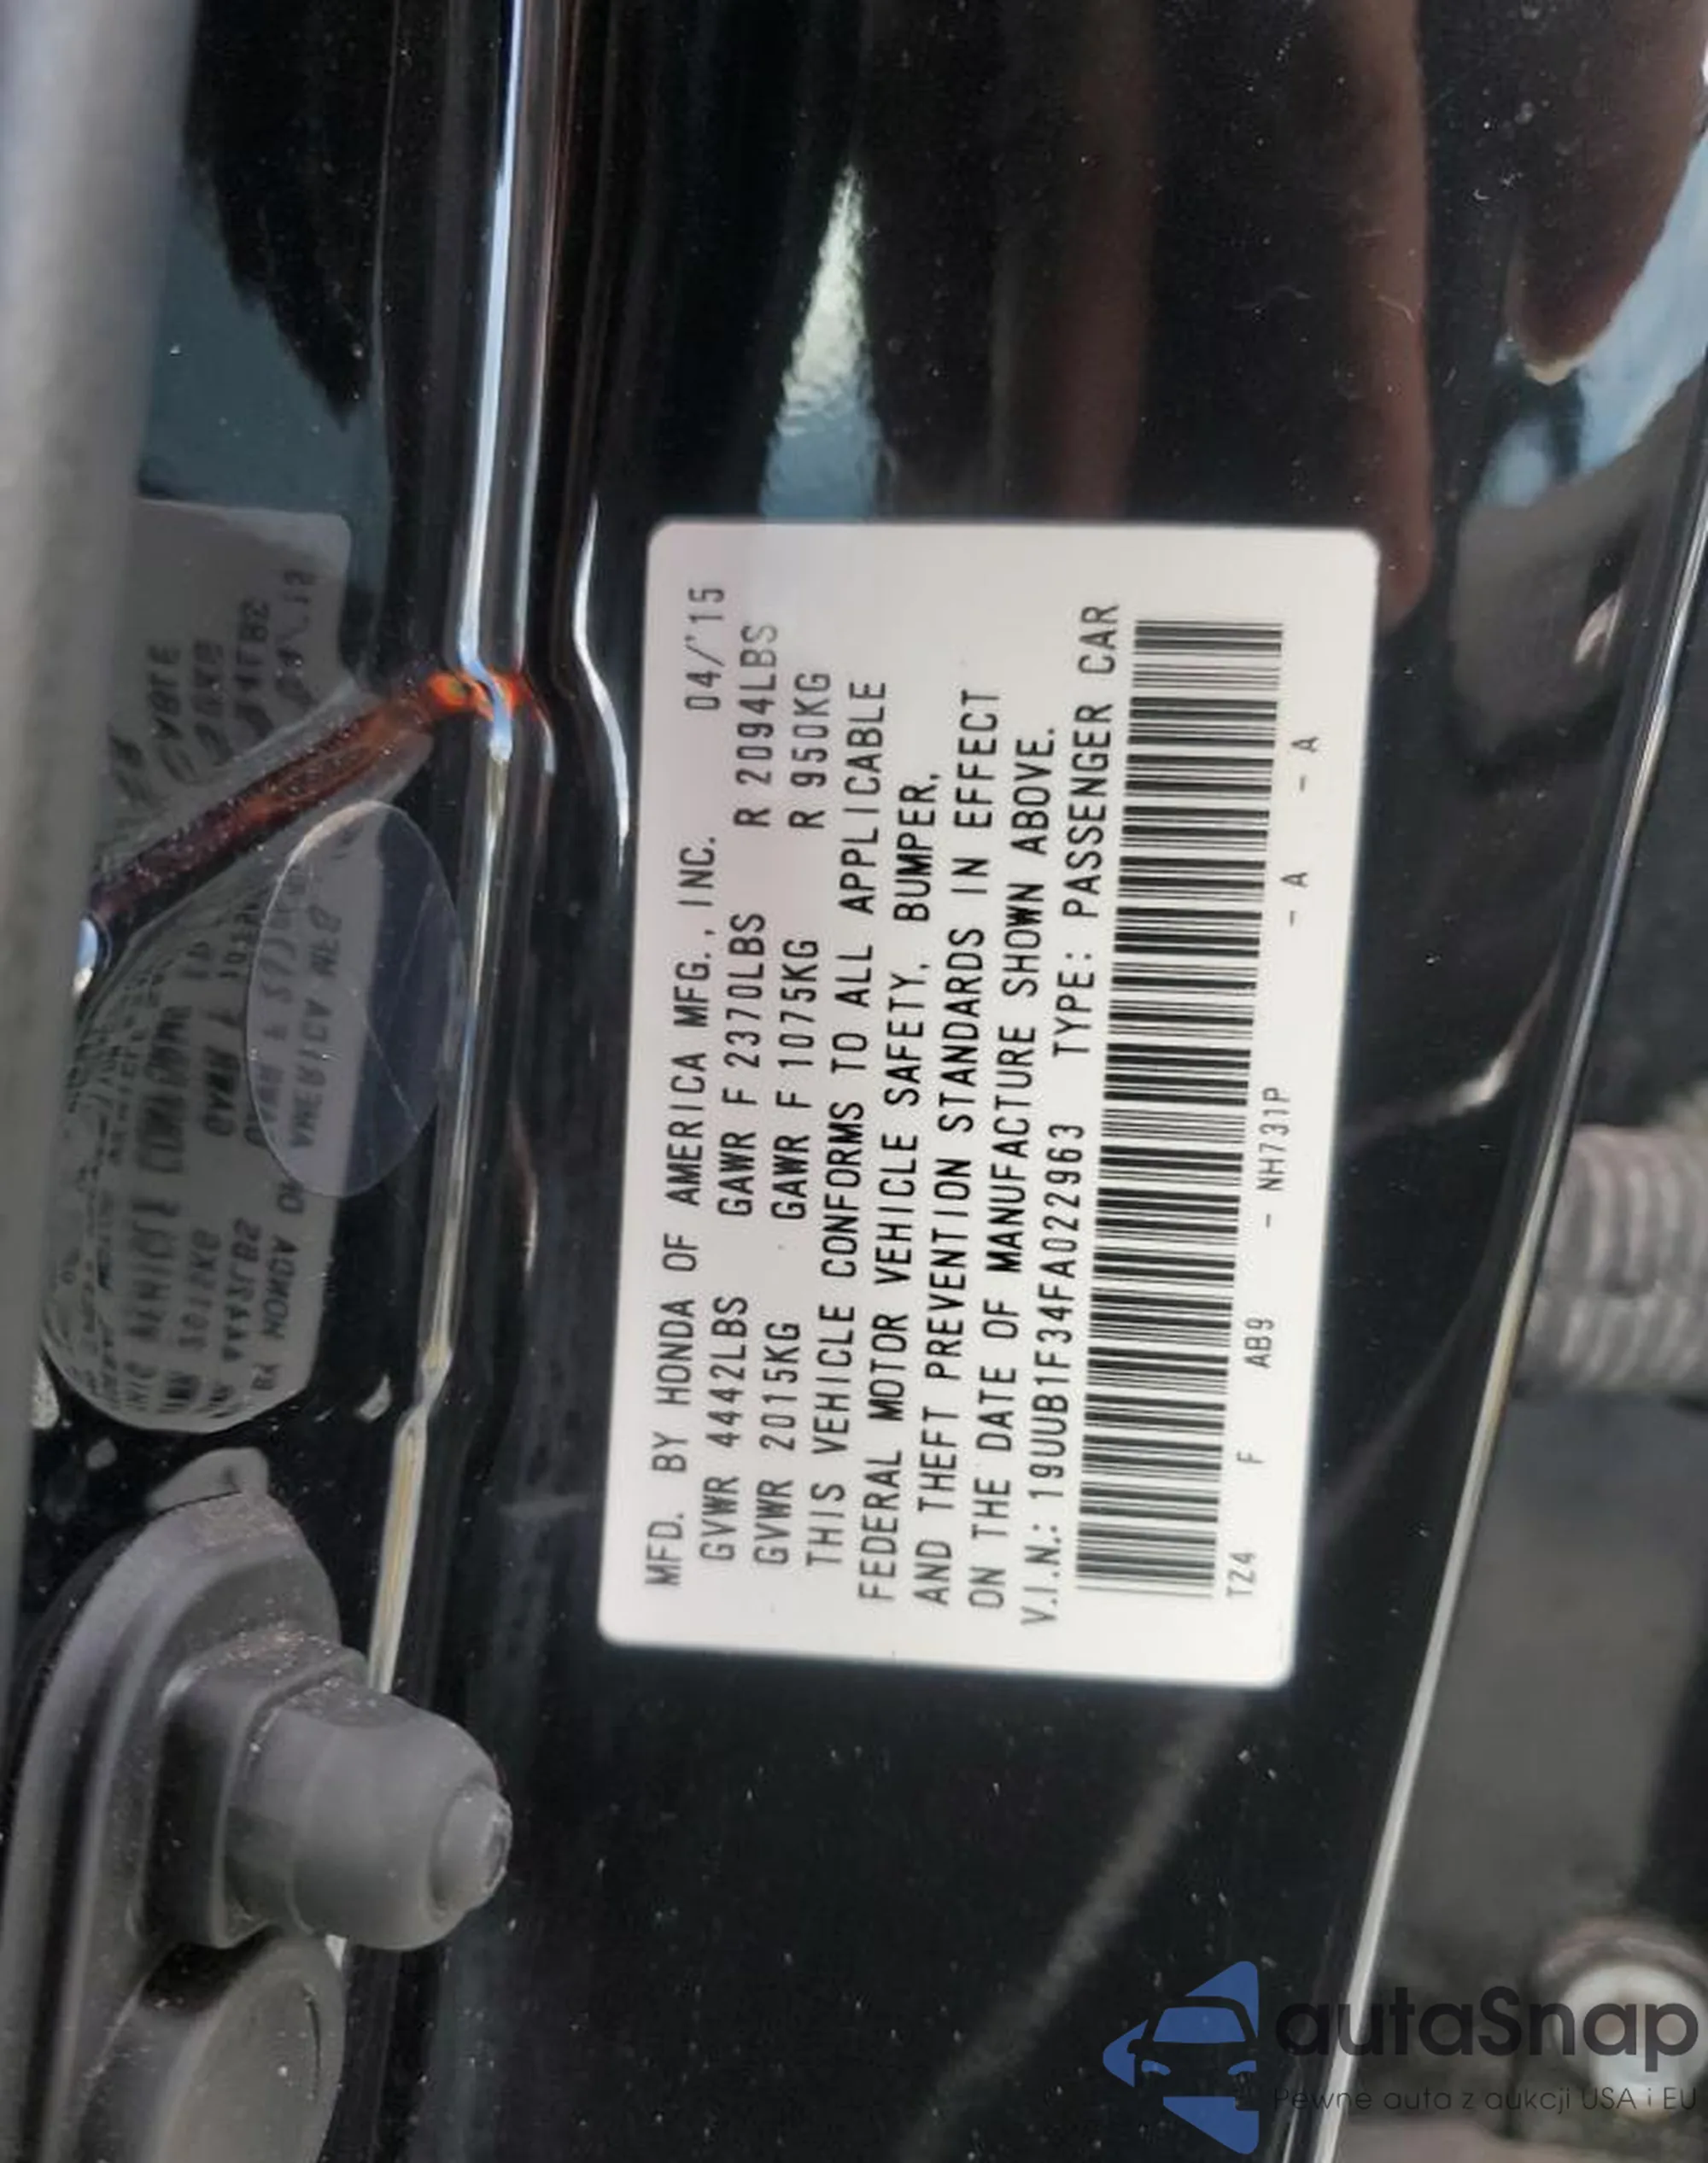 MFD. BY HONDA OF AMERICA MFG., INC. 04/'15
GVWR 4442LBS GAWR F 2370LBS R 2094LBS
GVWR 2015KG GAWR F 1075KG R 950KG
THIS VEHICLE CONFORMS TO ALL APPLICABLE
FEDERAL MOTOR VEHICLE SAFETY, BUMPER,
AND THEFT PREVENTION STANDARDS IN EFFECT
ON THE DATE OF MANUFACTURE SHOWN ABOVE.
V.I.N.: 19UUB1F34FA022963 TYPE: PASSENGER CAR
TZ4 F AB9 - NH731P - A - A
autaSnap
Pewne auta z aukcji USA i EU